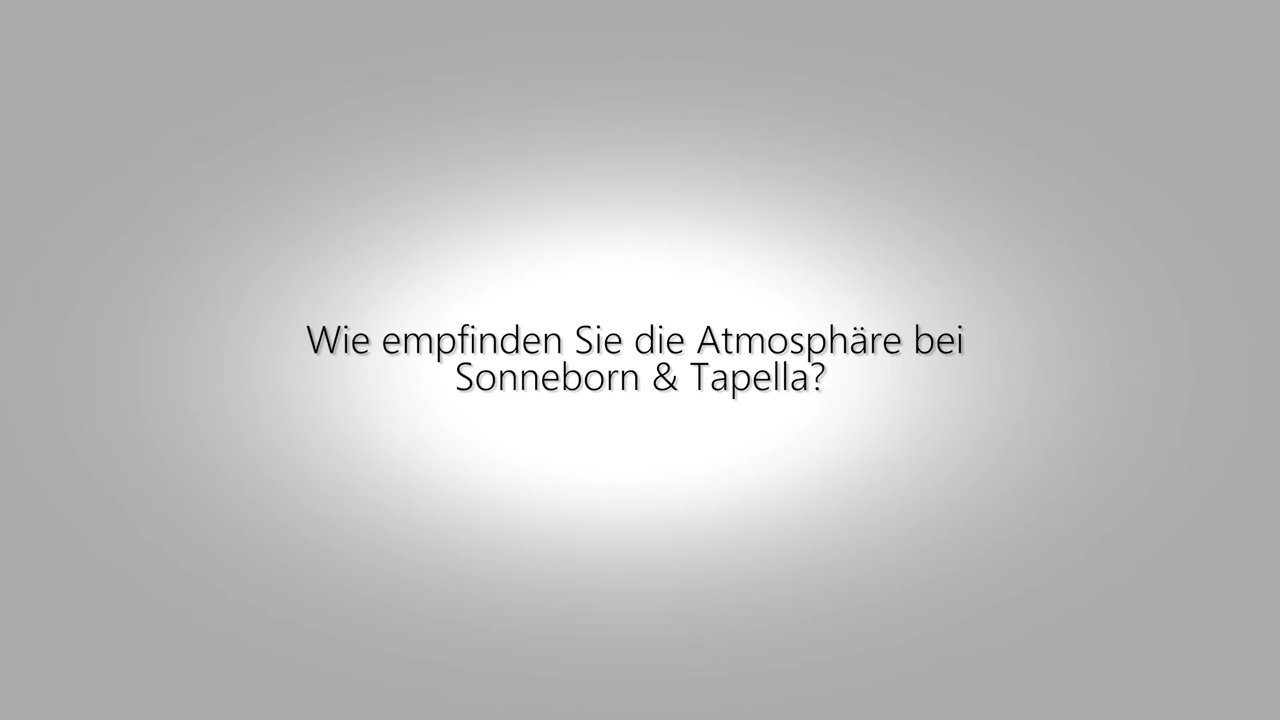 Wie empfinden Sie die Atmosphäre bei
Sonneborn & Tapella?